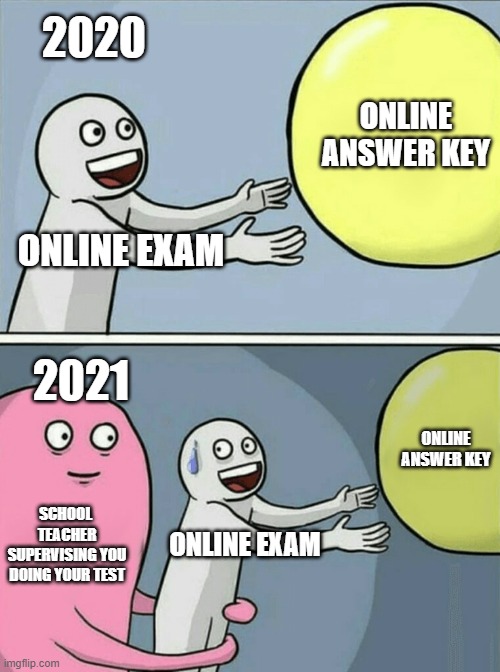 2020
ONLINE
ANSWER KEY
ONLINE EXAM
2021
ONLINE
ANSWER KEY
SCHOOL
TEACHER
SUPERVISING YOU
DOING YOUR TEST
ONLINE EXAM
imgflip.com